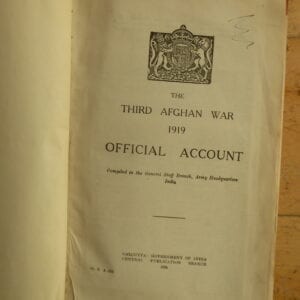 THE
THIRD AFGHAN WAR
1919
OFFICIAL ACCOUNT
Compiled in the General Staff Branch, Army Headquarters
India
CALCUTTA: GOVERNMENT OF INDIA
CENTRAL PUBLICATION BRANCH
1926